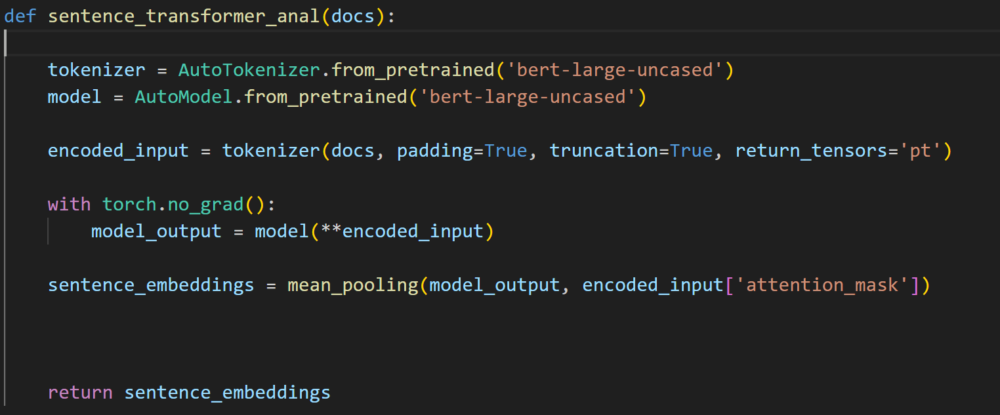 def sentence_transformer_anal(docs):
tokenizer = AutoTokenizer.from_pretrained('bert-large-uncased')
model = AutoModel.from_pretrained('bert-large-uncased')
encoded_input = tokenizer(docs, padding=True, truncation=True, return_tensors='pt')
with torch.no_grad():
model_output = model(**encoded_input)
sentence_embeddings = mean_pooling(model_output, encoded_input['attention_mask'])
return sentence_embeddings